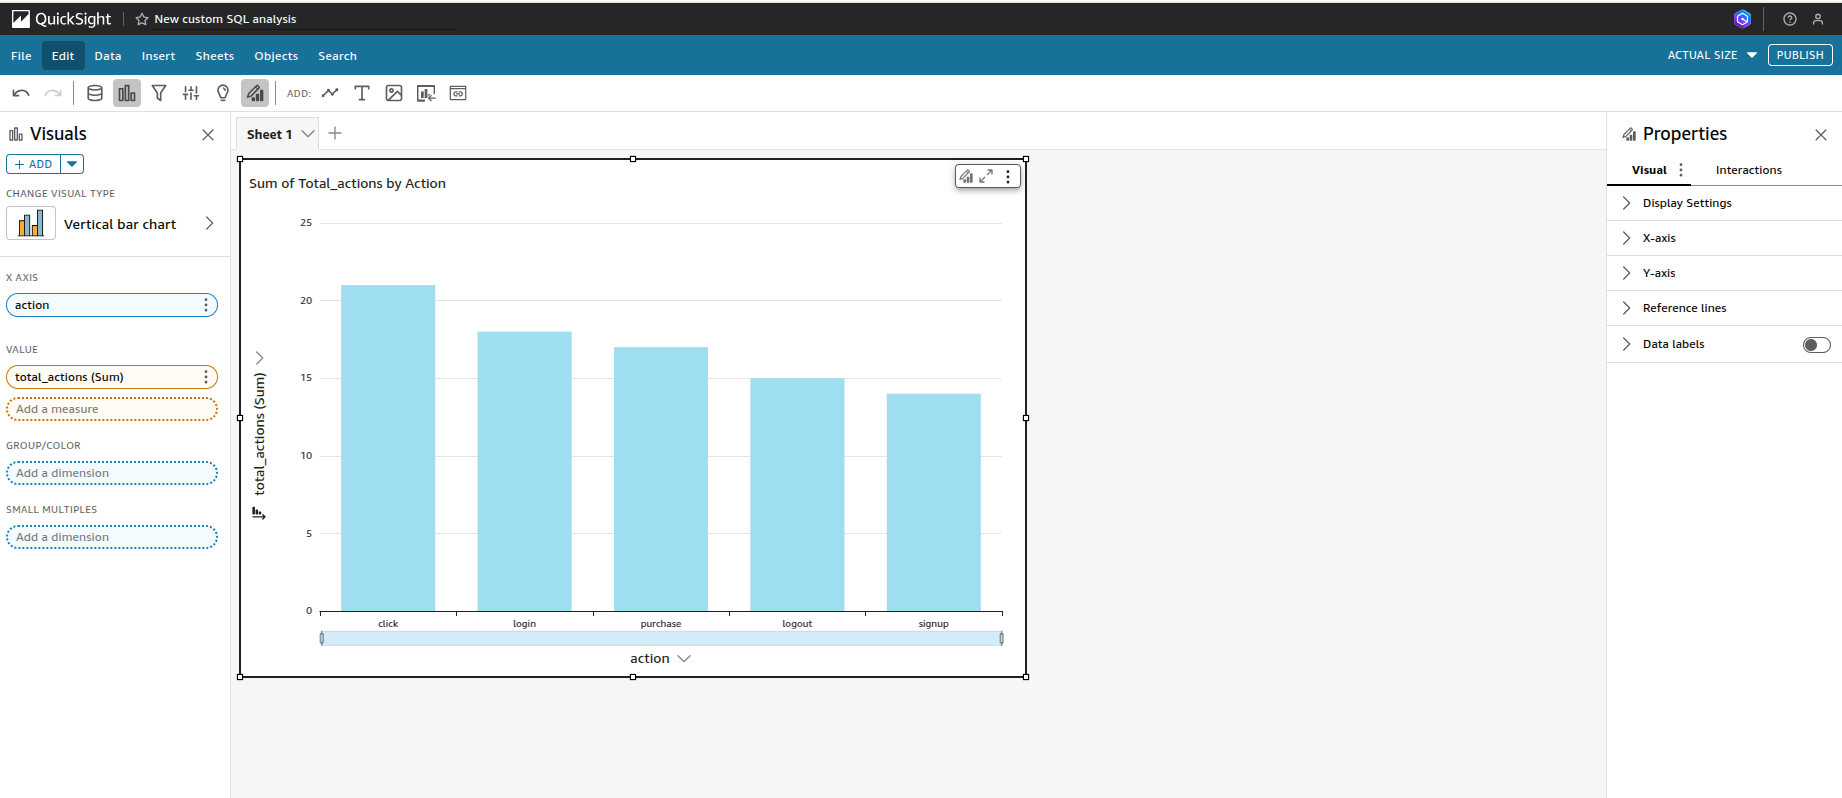 QuickSight
New custom SQL analysis
File Edit Data Insert Sheets Objects Search
ACTUAL SIZE
PUBLISH
ADD:
Visuals
+ ADD
CHANGE VISUAL TYPE
Vertical bar chart
X AXIS
action
VALUE
total_actions (Sum)
Add a measure
GROUP/COLOR
Add a dimension
SMALL MULTIPLES
Add a dimension
Sheet 1
Sum of Total_actions by Action
25
20
15
10
5
0
total_actions (Sum)
click login purchase logout signup
action
Properties
Visual Interactions
Display Settings
X-axis
Y-axis
Reference lines
Data labels